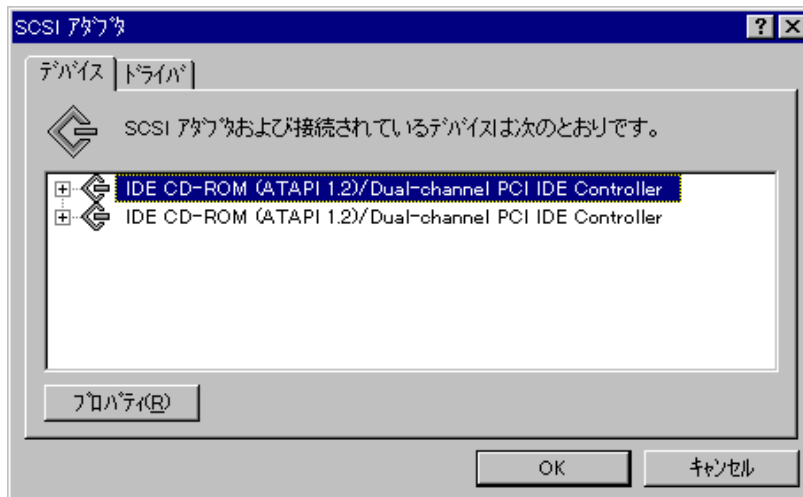 SCSI ｱﾀﾞﾌﾟﾀ
ﾃﾞﾊﾞｲｽ ﾄﾞﾗｲﾊﾞ
SCSI ｱﾀﾞﾌﾟﾀおよび接続されているﾃﾞﾊﾞｲｽは次のとおりです。
IDE CD-ROM (ATAPI 1.2)/Dual-channel PCI IDE Controller
IDE CD-ROM (ATAPI 1.2)/Dual-channel PCI IDE Controller
ﾌﾟﾛﾊﾟﾃｨ(R)
OK ｷｬﾝｾﾙ